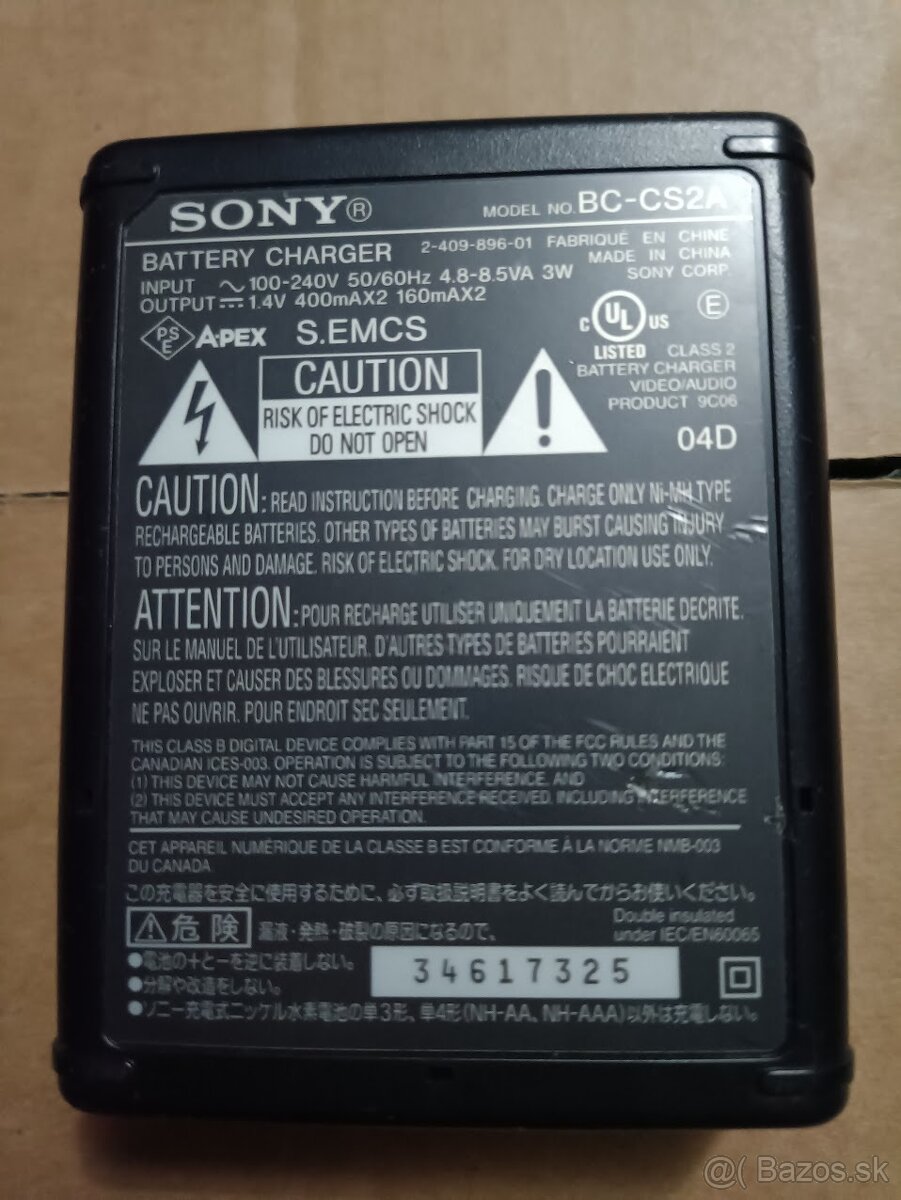 SONY®
MODEL NO. BC-CS2A
BATTERY CHARGER 2-409-896-01 FABRIQUÉ EN CHINE
MADE IN CHINA
INPUT ~ 100-240V 50/60Hz 4.8-8.5VA 3W SONY CORP.
OUTPUT ⎓ 1.4V 400mAX2 160mAX2
PS
E
A-PEX S.EMCS
C UL US
LISTED
E
CLASS 2
BATTERY CHARGER
VIDEO/AUDIO
PRODUCT 9C06
04D
CAUTION
RISK OF ELECTRIC SHOCK
DO NOT OPEN
CAUTION: READ INSTRUCTION BEFORE CHARGING. CHARGE ONLY Ni-MH TYPE
RECHARGEABLE BATTERIES. OTHER TYPES OF BATTERIES MAY BURST CAUSING INJURY
TO PERSONS AND DAMAGE. RISK OF ELECTRIC SHOCK. FOR DRY LOCATION USE ONLY.
ATTENTION: POUR RECHARGE UTILISER UNIQUEMENT LA BATTERIE DECRITE.
SUR LE MANUEL DE L'UTILISATEUR. D'AUTRES TYPES DE BATTERIES POURRAIENT
EXPLOSER ET CAUSER DES BLESSURES OU DOMMAGES. RISQUE DE CHOC ELECTRIQUE
NE PAS OUVRIR. POUR ENDROIT SEC SEULEMENT.
THIS CLASS B DIGITAL DEVICE COMPLIES WITH PART 15 OF THE FCC RULES AND THE
CANADIAN ICES-003. OPERATION IS SUBJECT TO THE FOLLOWING TWO CONDITIONS:
(1) THIS DEVICE MAY NOT CAUSE HARMFUL INTERFERENCE, AND
(2) THIS DEVICE MUST ACCEPT ANY INTERFERENCE RECEIVED, INCLUDING INTERFERENCE
THAT MAY CAUSE UNDESIRED OPERATION.
CET APPAREIL NUMÉRIQUE DE LA CLASSE B EST CONFORME À LA NORME NMB-003
DU CANADA
この充電器を安全に使用するために、必ず取扱説明書をよく読んでからお使いください。
危険 漏液・発熱・破裂の原因になるので、
Double insulated
under IEC/EN60065
●電池の+と−を逆に装着しない。
●分解や改造をしない。
34617325
●ソニー充電式ニッケル水素電池の単3形、単4形(NH-AA、NH-AAA)以外は充電しない。
@( Bazos.sk